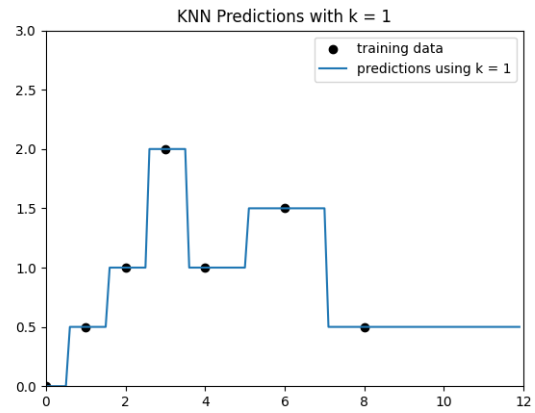 KNN Predictions with k = 1
training data
predictions using k = 1
3.0
2.5
2.0
1.5
1.0
0.5
0.0
0 2 4 6 8 10 12